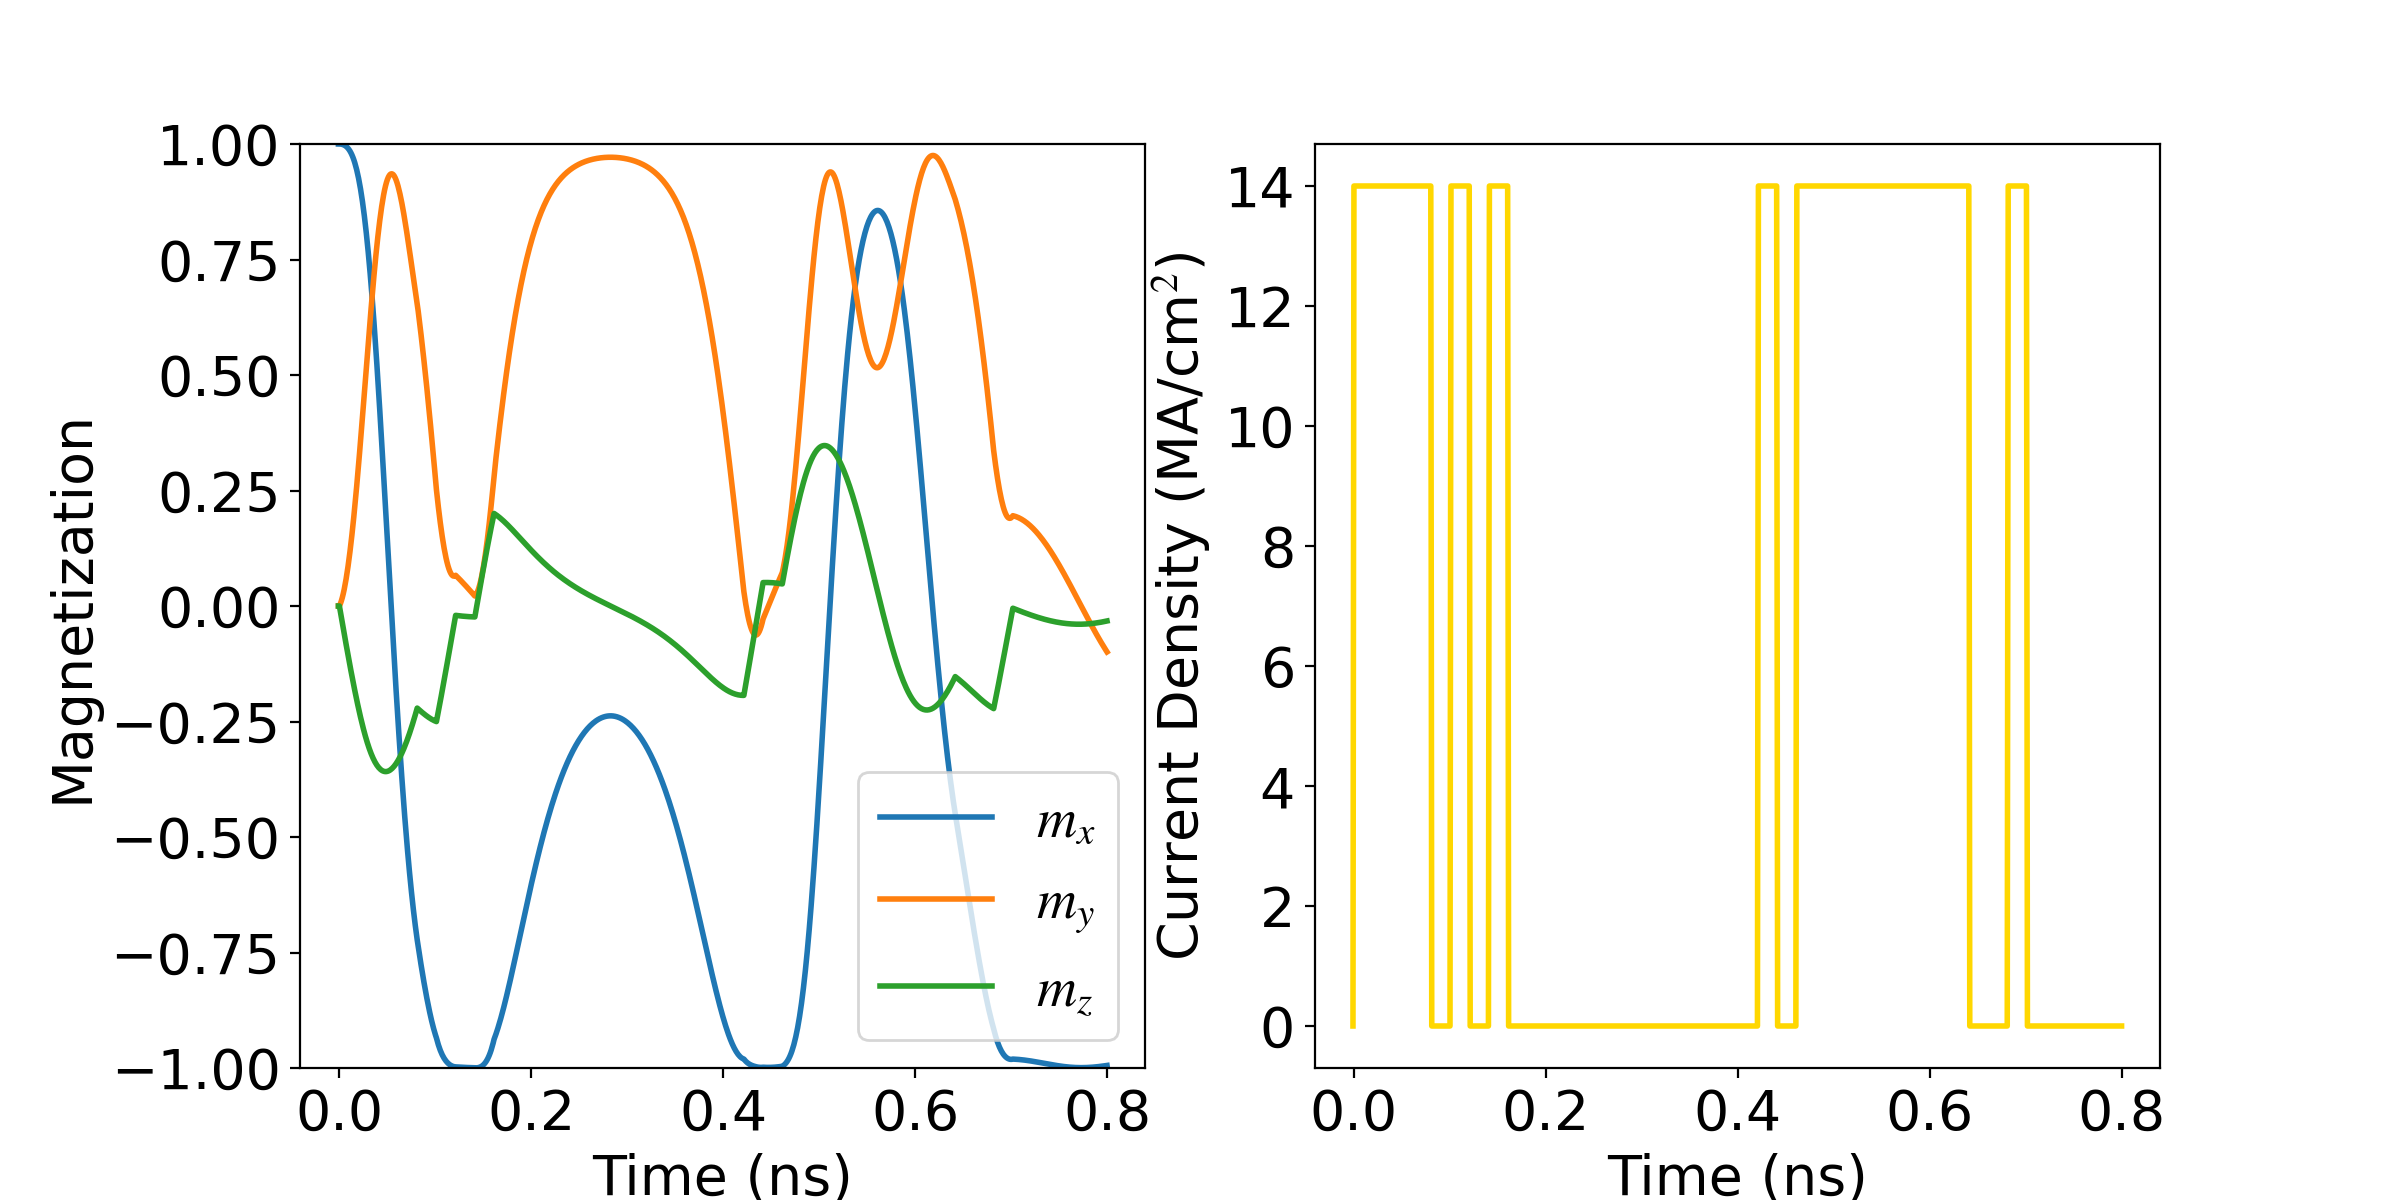 Magnetization
1.00
0.75
0.50
0.25
0.00
−0.25
−0.50
−0.75
−1.00
0.0 0.2 0.4 0.6 0.8
Time (ns)
m_x
m_y
m_z
Current Density (MA/cm²)
14
12
10
8
6
4
2
0
0.0 0.2 0.4 0.6 0.8
Time (ns)